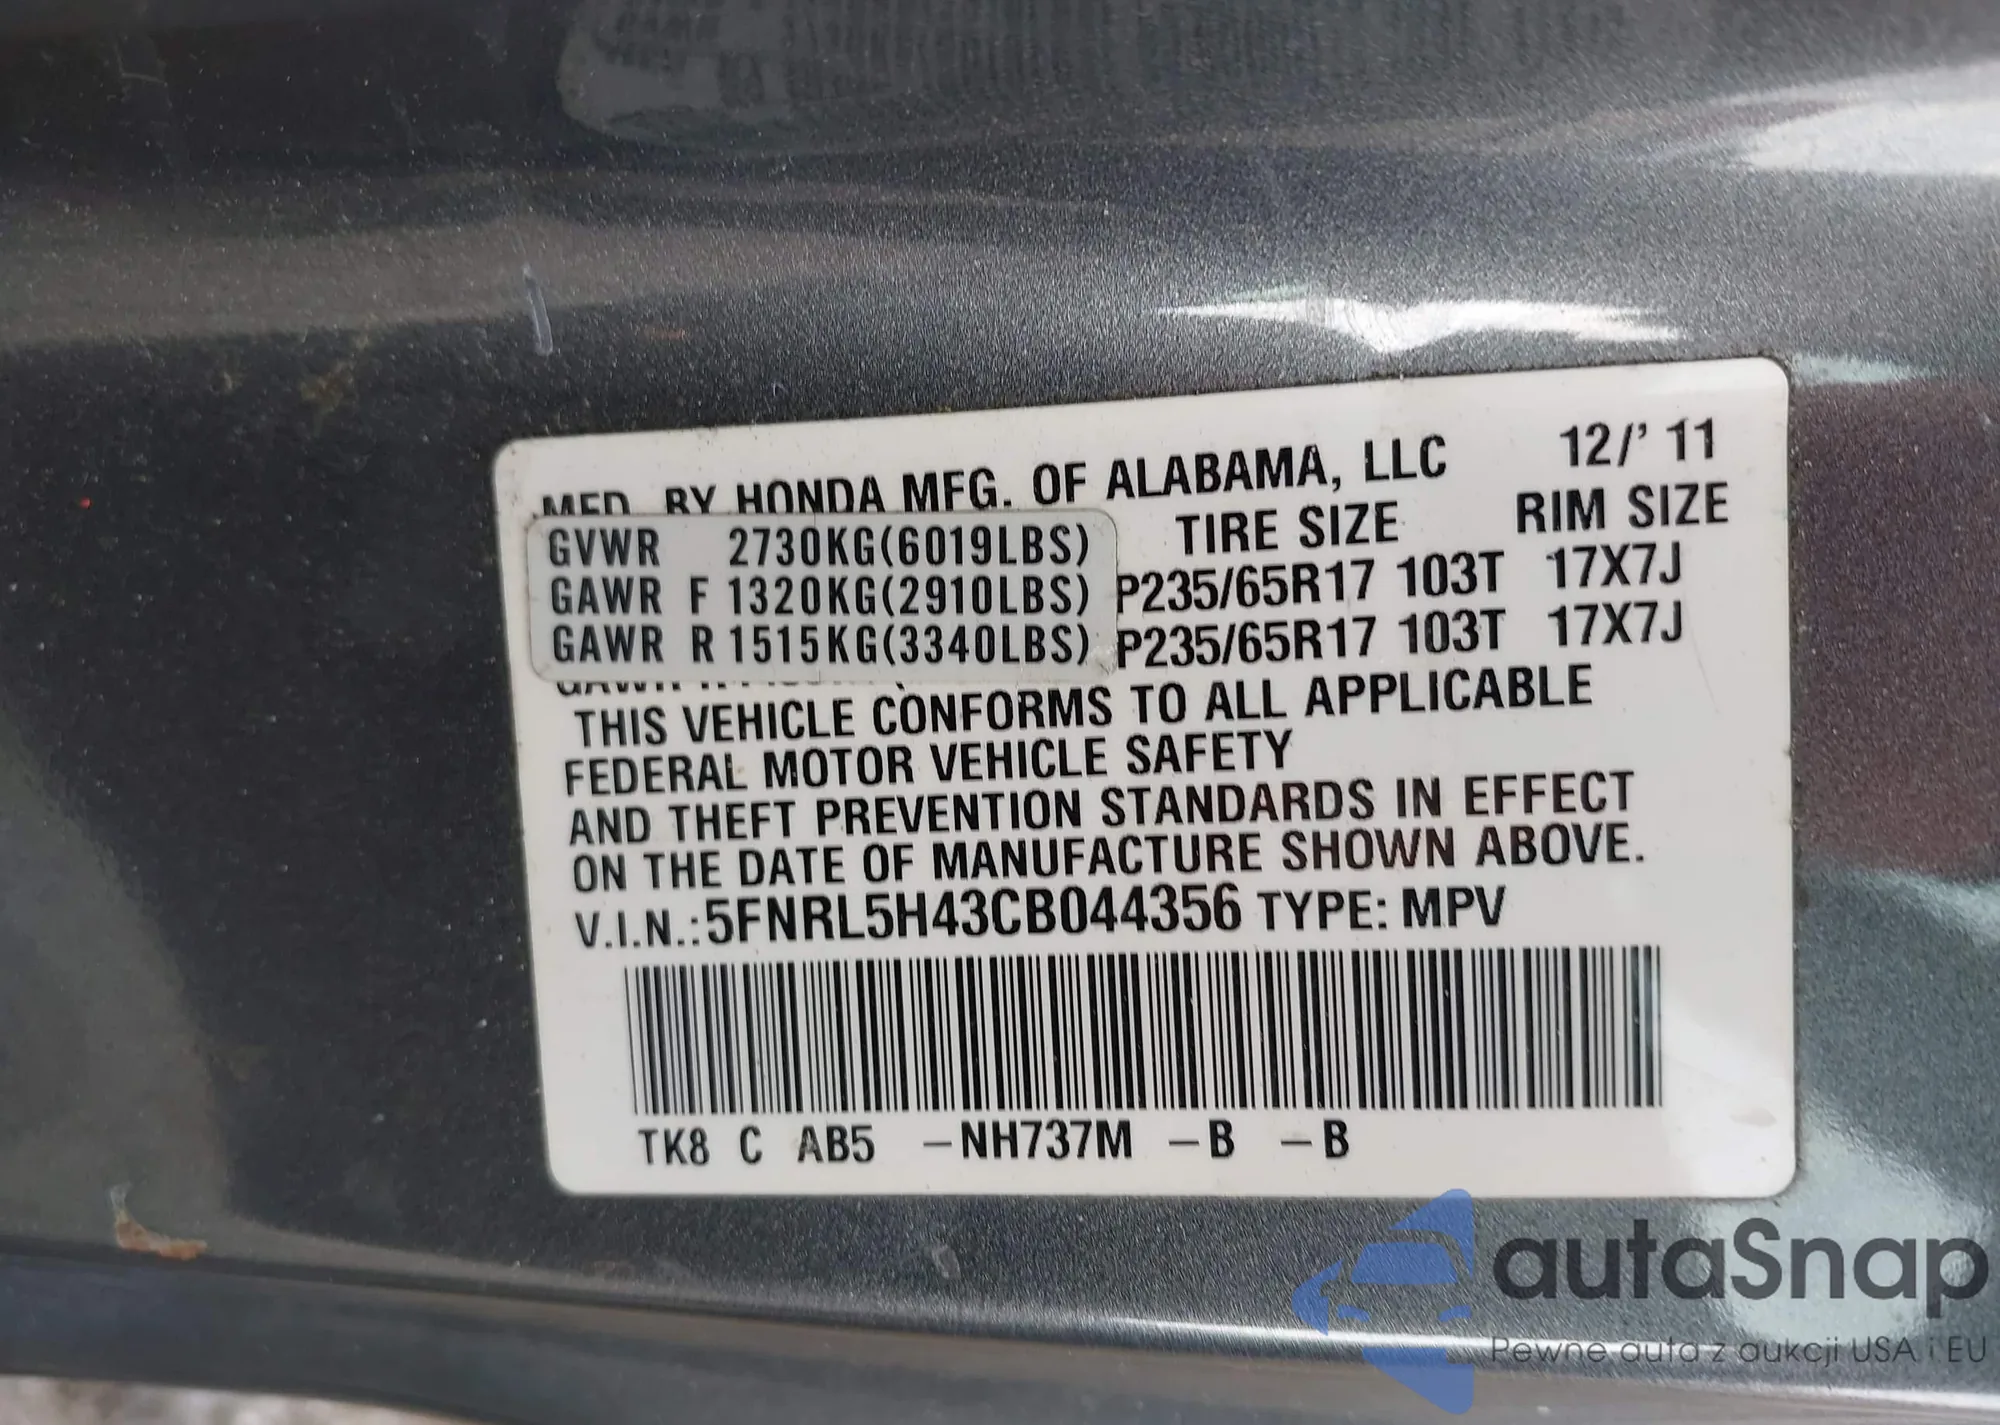 MFD. BY HONDA MFG. OF ALABAMA, LLC 12/'11
TIRE SIZE RIM SIZE
GVWR 2730KG(6019LBS)
GAWR F 1320KG(2910LBS) P235/65R17 103T 17X7J
GAWR R 1515KG(3340LBS) P235/65R17 103T 17X7J
THIS VEHICLE CONFORMS TO ALL APPLICABLE
FEDERAL MOTOR VEHICLE SAFETY
AND THEFT PREVENTION STANDARDS IN EFFECT
ON THE DATE OF MANUFACTURE SHOWN ABOVE.
V.I.N.:5FNRL5H43CB044356 TYPE: MPV
TK8 C AB5 -NH737M -B -B
autaSnap
Pewne auta z aukcji USA i EU